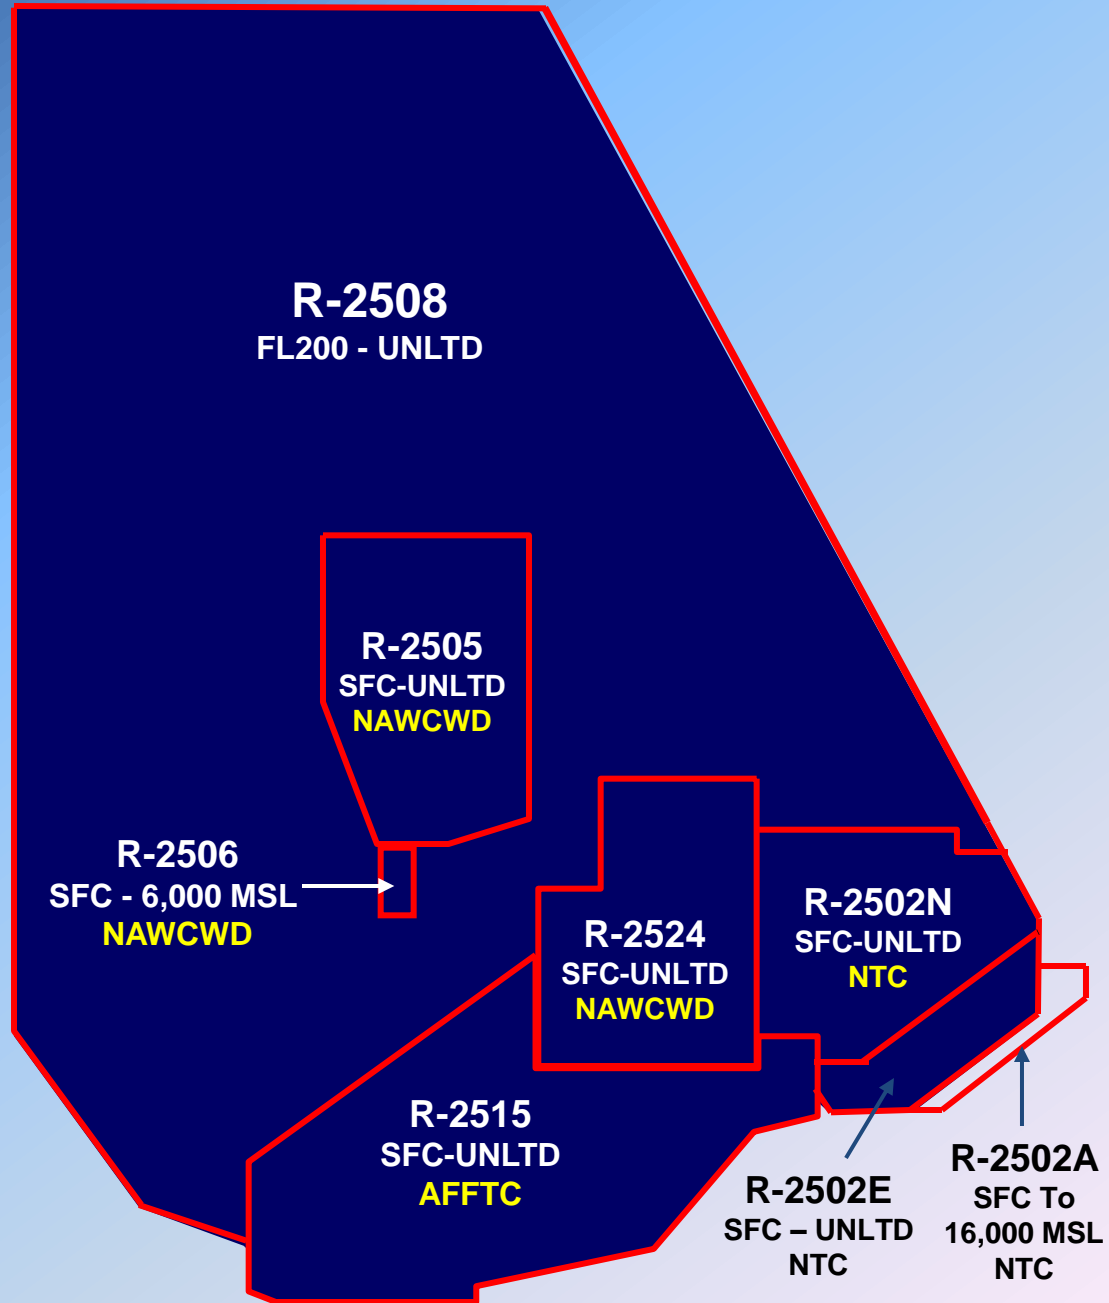 R-2508
FL200 - UNLTD
R-2505
SFC-UNLTD
NAWCWD
R-2506
SFC - 6,000 MSL
NAWCWD
R-2524
SFC-UNLTD
NAWCWD
R-2502N
SFC-UNLTD
NTC
R-2515
SFC-UNLTD
AFFTC
R-2502E
SFC – UNLTD
NTC
R-2502A
SFC To
16,000 MSL
NTC